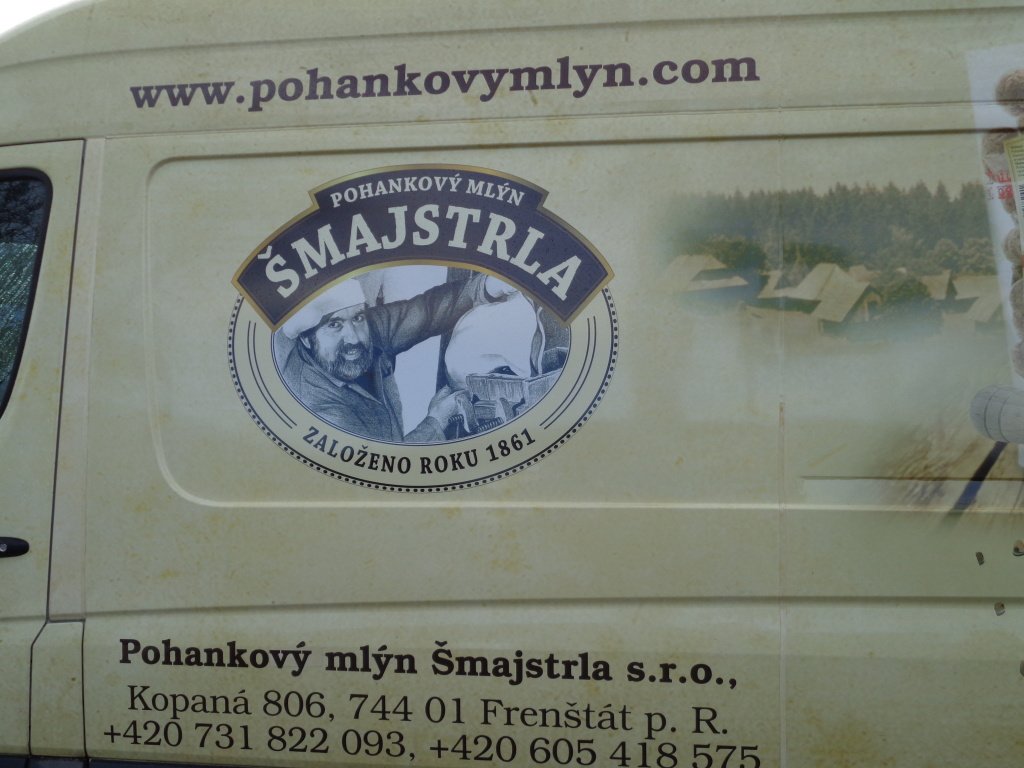 www.pohankovymlyn.com
POHANKOVÝ MLÝN
ŠMAJSTRLA
ZALOŽENO ROKU 1861
Pohankový mlýn Šmajstrla s.r.o.,
Kopaná 806, 744 01 Frenštát p. R.
+420 731 822 093, +420 605 418 575